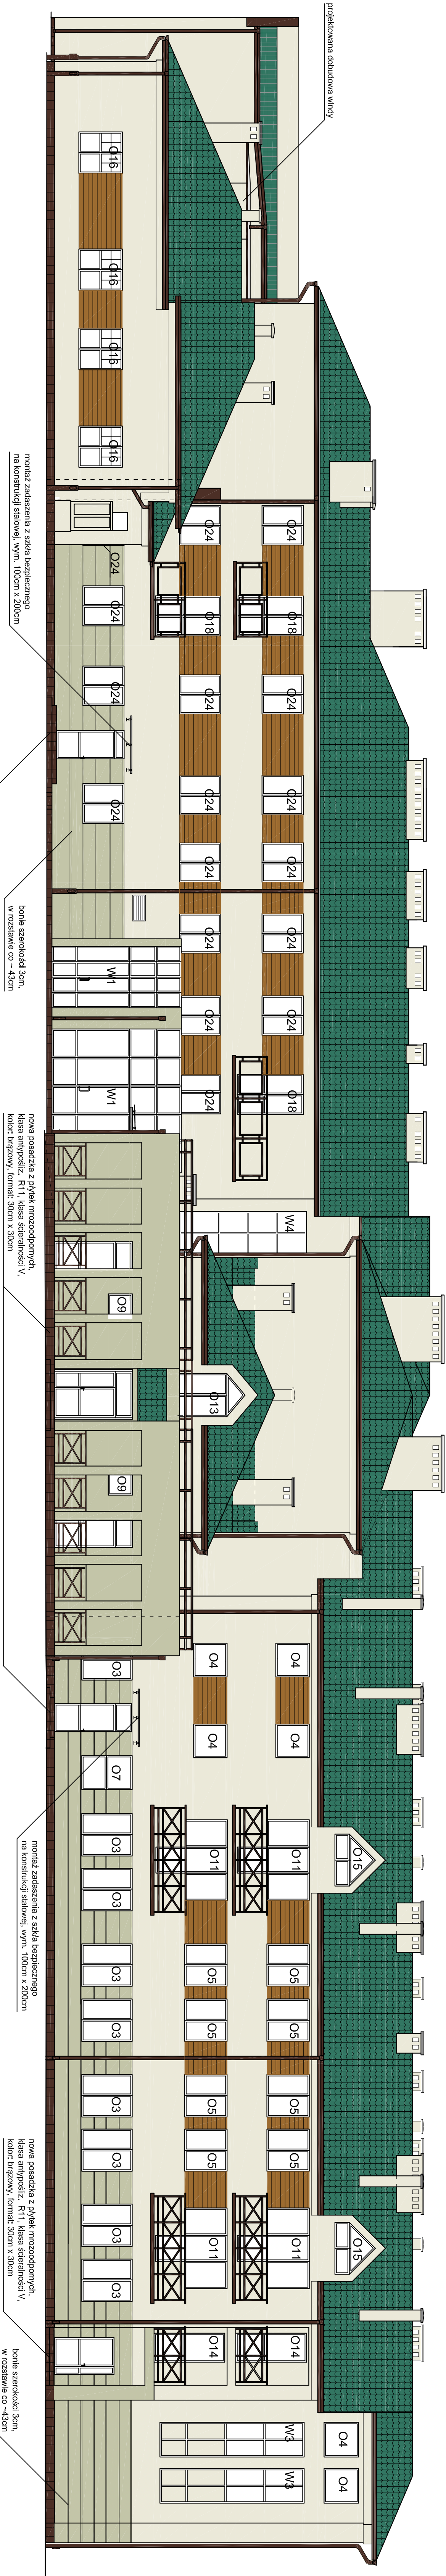 projektowana dobudowa windy
O15
O15
O4
O4
O24
O18
O24
O24
O24
O24
O24
O18
W4
O4
O4
O11
O5
O5
O5
O5
O11
O14
W3
W3
O24
O18
O24
O24
O24
O24
O24
O24
O13
O4
O4
O11
O5
O5
O5
O5
O11
O14
O16
O16
O16
O16
O24
O24
O24
O24
W1
W1
O9
O9
O3
O7
O3
O3
O3
O3
O3
O3
O3
O3
montaż zadaszenia z szkła bezpiecznego
na konstrukcji stalowej, wym. 100cm x 200cm
bonie szerokości 3cm,
w rozstawie co ~ 43cm
nowa posadzka z płytek mrozoodpornych,
klasa antypośliz. R11, klasa ścieralności V,
kolor: brązowy, format: 30cm x 30cm
montaż zadaszenia z szkła bezpiecznego
na konstrukcji stalowej, wym. 100cm x 200cm
nowa posadzka z płytek mrozoodpornych,
klasa antypośliz. R11, klasa ścieralności V,
kolor: brązowy, format: 30cm x 30cm
bonie szerokości 3cm,
w rozstawie co ~43cm